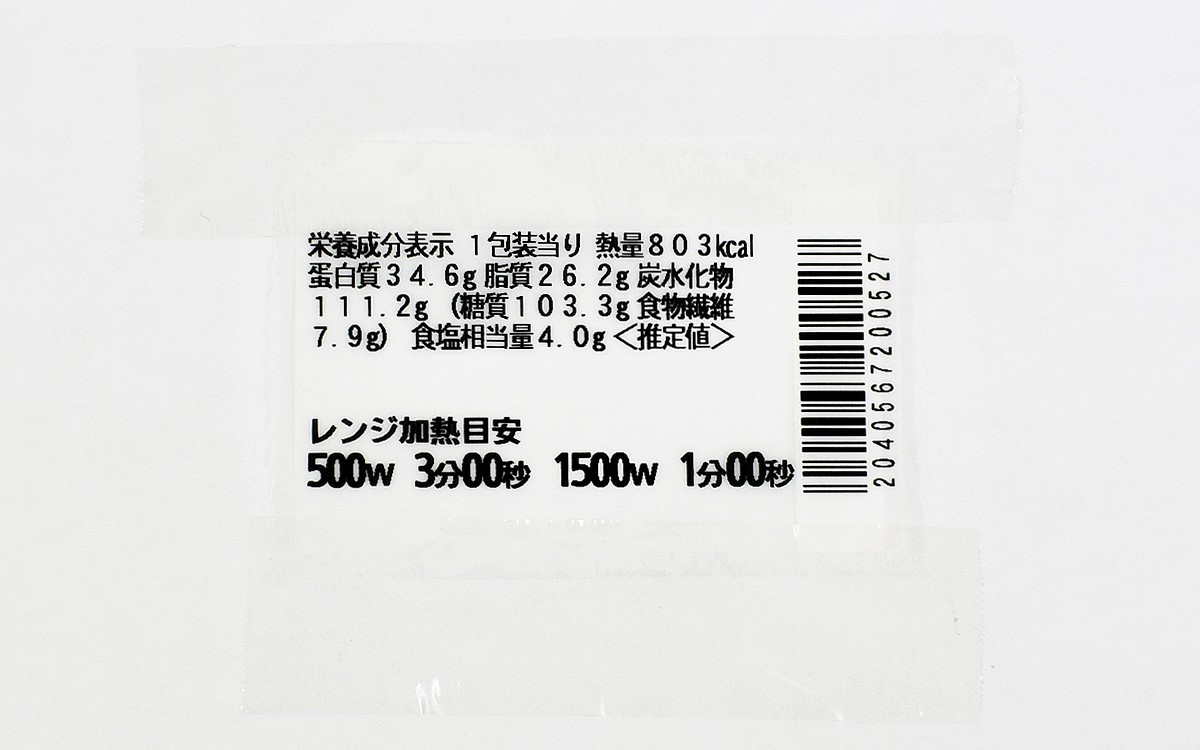 栄養成分表示 1包装当り 熱量803kcal
蛋白質34.6g 脂質26.2g 炭水化物
111.2g (糖質103.3g 食物繊維
7.9g) 食塩相当量4.0g<推定値>
レンジ加熱目安
500W 3分00秒 1500W 1分00秒
2040567200527